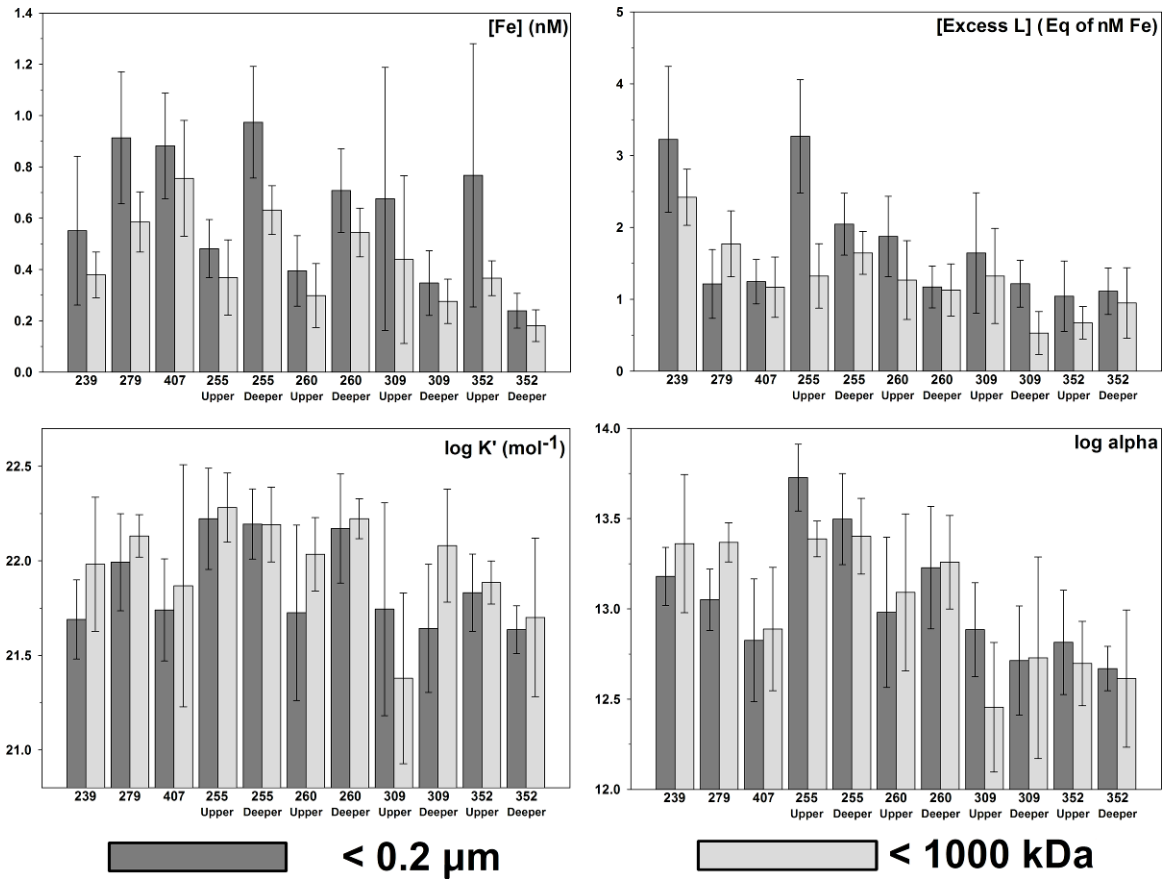 [Fe] (nM)
1.4
1.2
1.0
0.8
0.6
0.4
0.2
0.0
239 279 407 255 255 260 260 309 309 352 352
Upper Deeper Upper Deeper Upper Deeper Upper Deeper
[Excess L] (Eq of nM Fe)
5
4
3
2
1
0
239 279 407 255 255 260 260 309 309 352 352
Upper Deeper Upper Deeper Upper Deeper Upper Deeper
log K' (mol-1)
22.5
22.0
21.5
21.0
239 279 407 255 255 260 260 309 309 352 352
Upper Deeper Upper Deeper Upper Deeper Upper Deeper
log alpha
14.0
13.5
13.0
12.5
12.0
239 279 407 255 255 260 260 309 309 352 352
Upper Deeper Upper Deeper Upper Deeper Upper Deeper
< 0.2 µm
< 1000 kDa